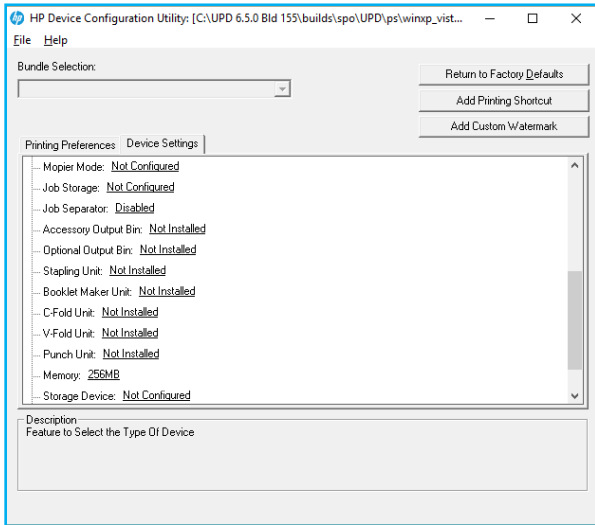 HP Device Configuration Utility: [C:\UPD 6.5.0 Bld 155\builds\spo\UPD\ps\winxp_vist...
File Help
Bundle Selection:
Return to Factory Defaults
Add Printing Shortcut
Add Custom Watermark
Printing Preferences Device Settings
Mopier Mode: Not Configured
Job Storage: Not Configured
Job Separator: Disabled
Accessory Output Bin: Not Installed
Optional Output Bin: Not Installed
Stapling Unit: Not Installed
Booklet Maker Unit: Not Installed
C-Fold Unit: Not Installed
V-Fold Unit: Not Installed
Punch Unit: Not Installed
Memory: 256MB
Storage Device: Not Configured
Description
Feature to Select the Type Of Device